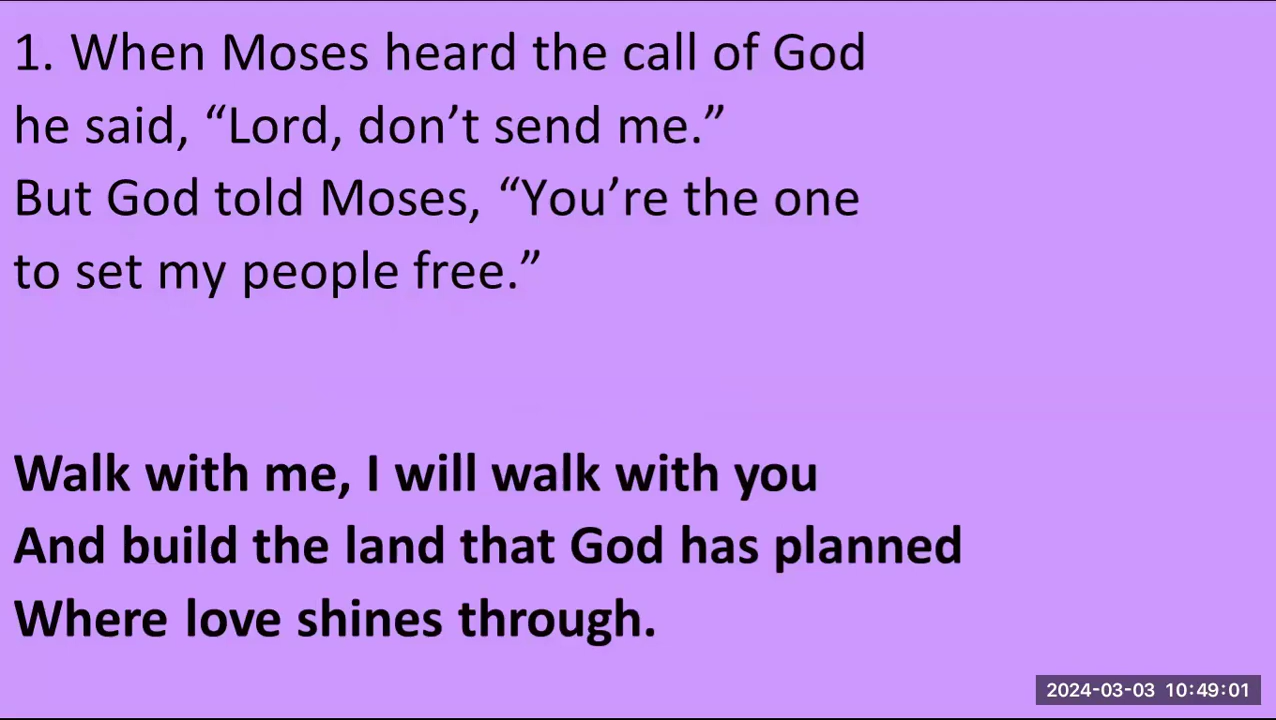 1. When Moses heard the call of God
he said, “Lord, don’t send me.”
But God told Moses, “You’re the one
to set my people free.”
Walk with me, I will walk with you
And build the land that God has planned
Where love shines through.
2024-03-03 10:49:01